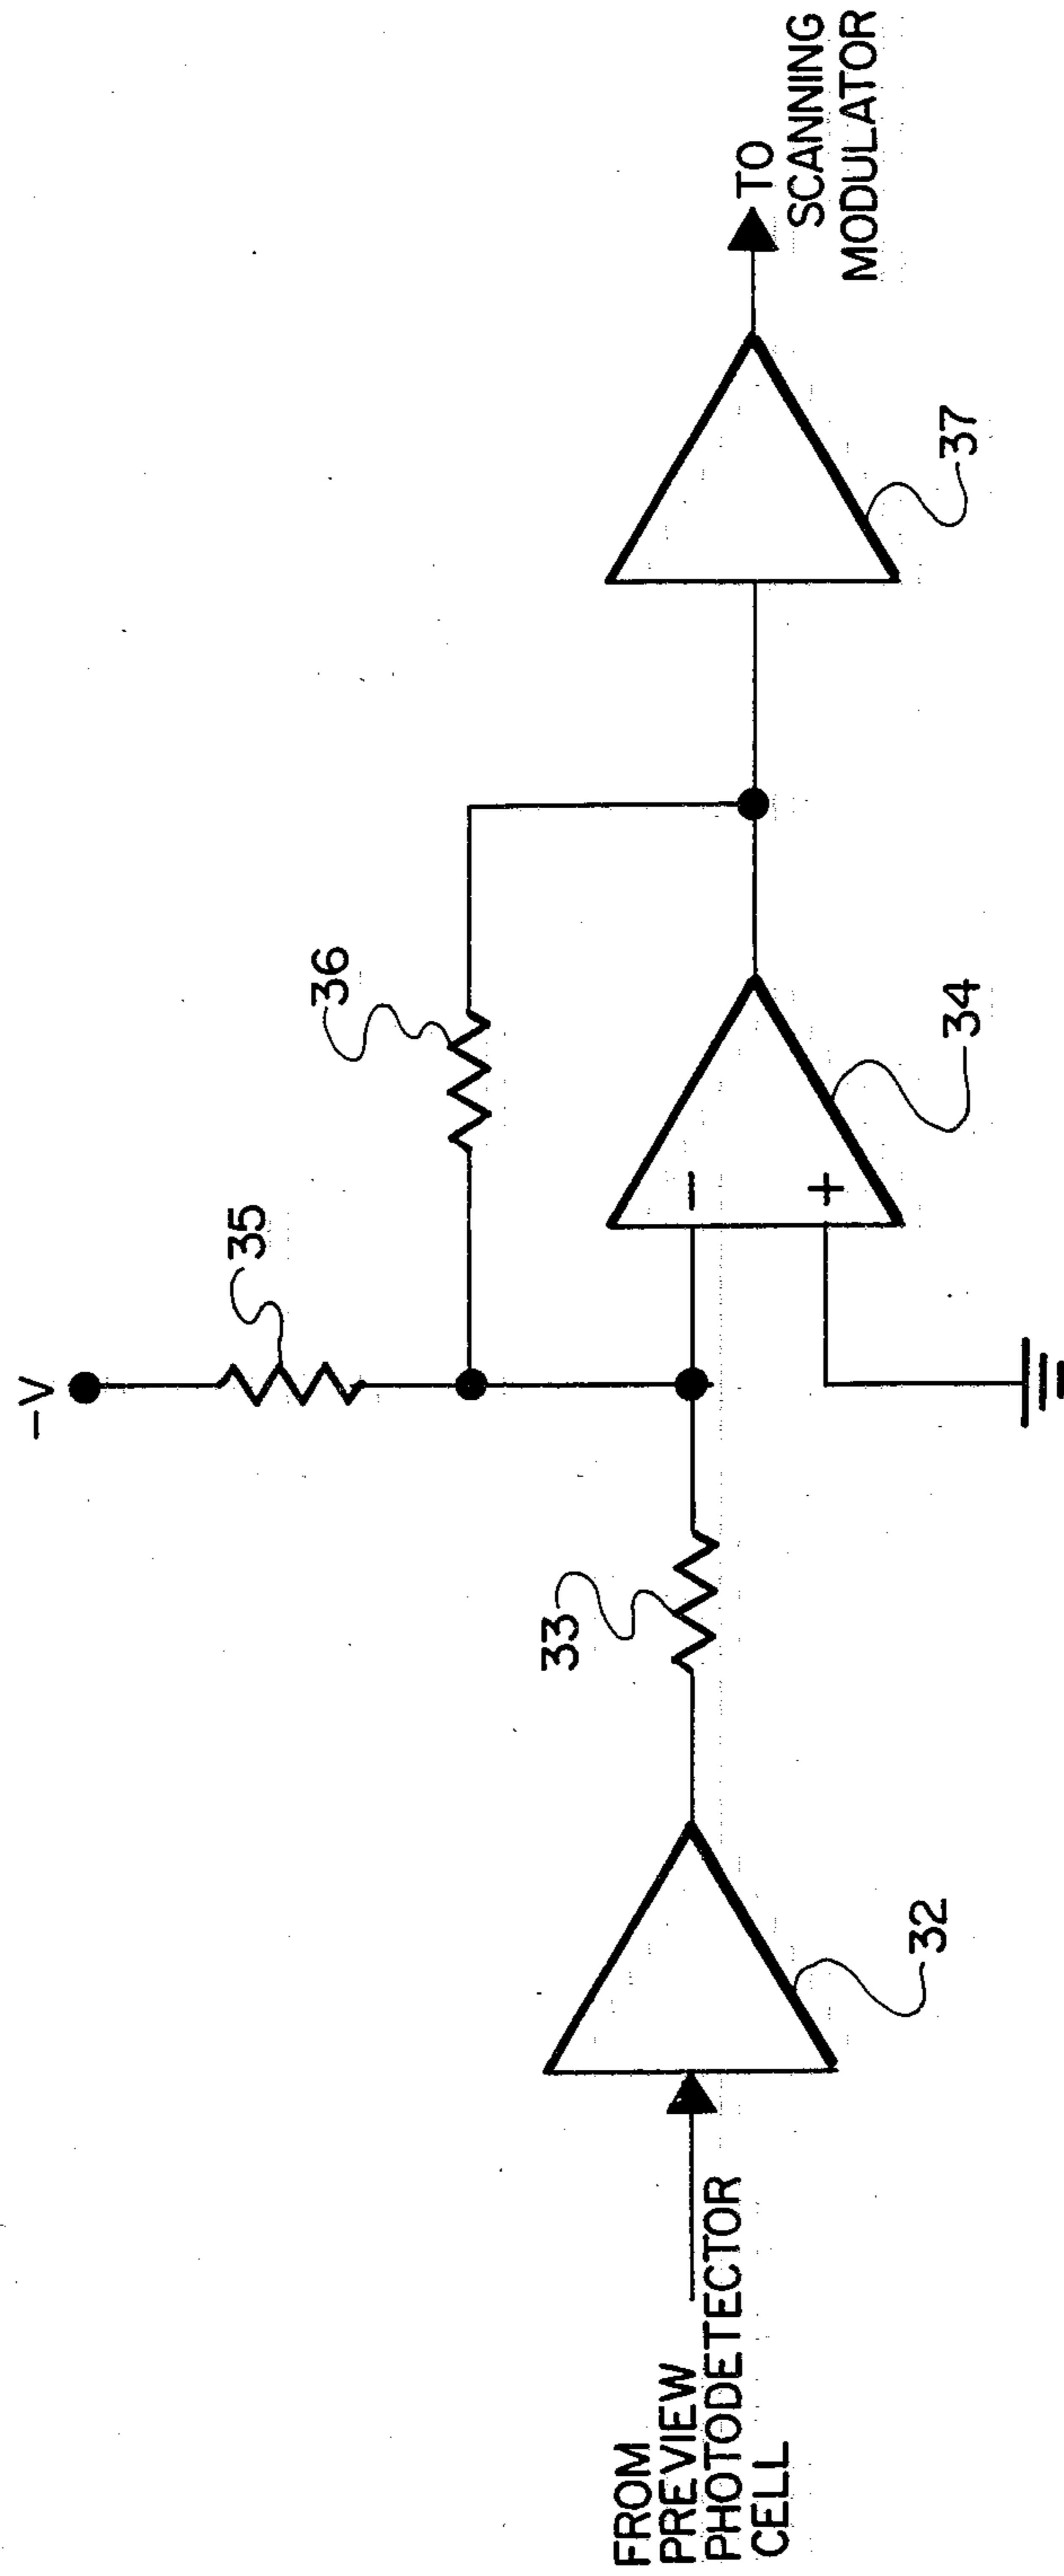 FROM
PREVIEW
PHOTODETECTOR
CELL
32
33
-V
35
36
-
+
34
37
TO
SCANNING
MODULATOR